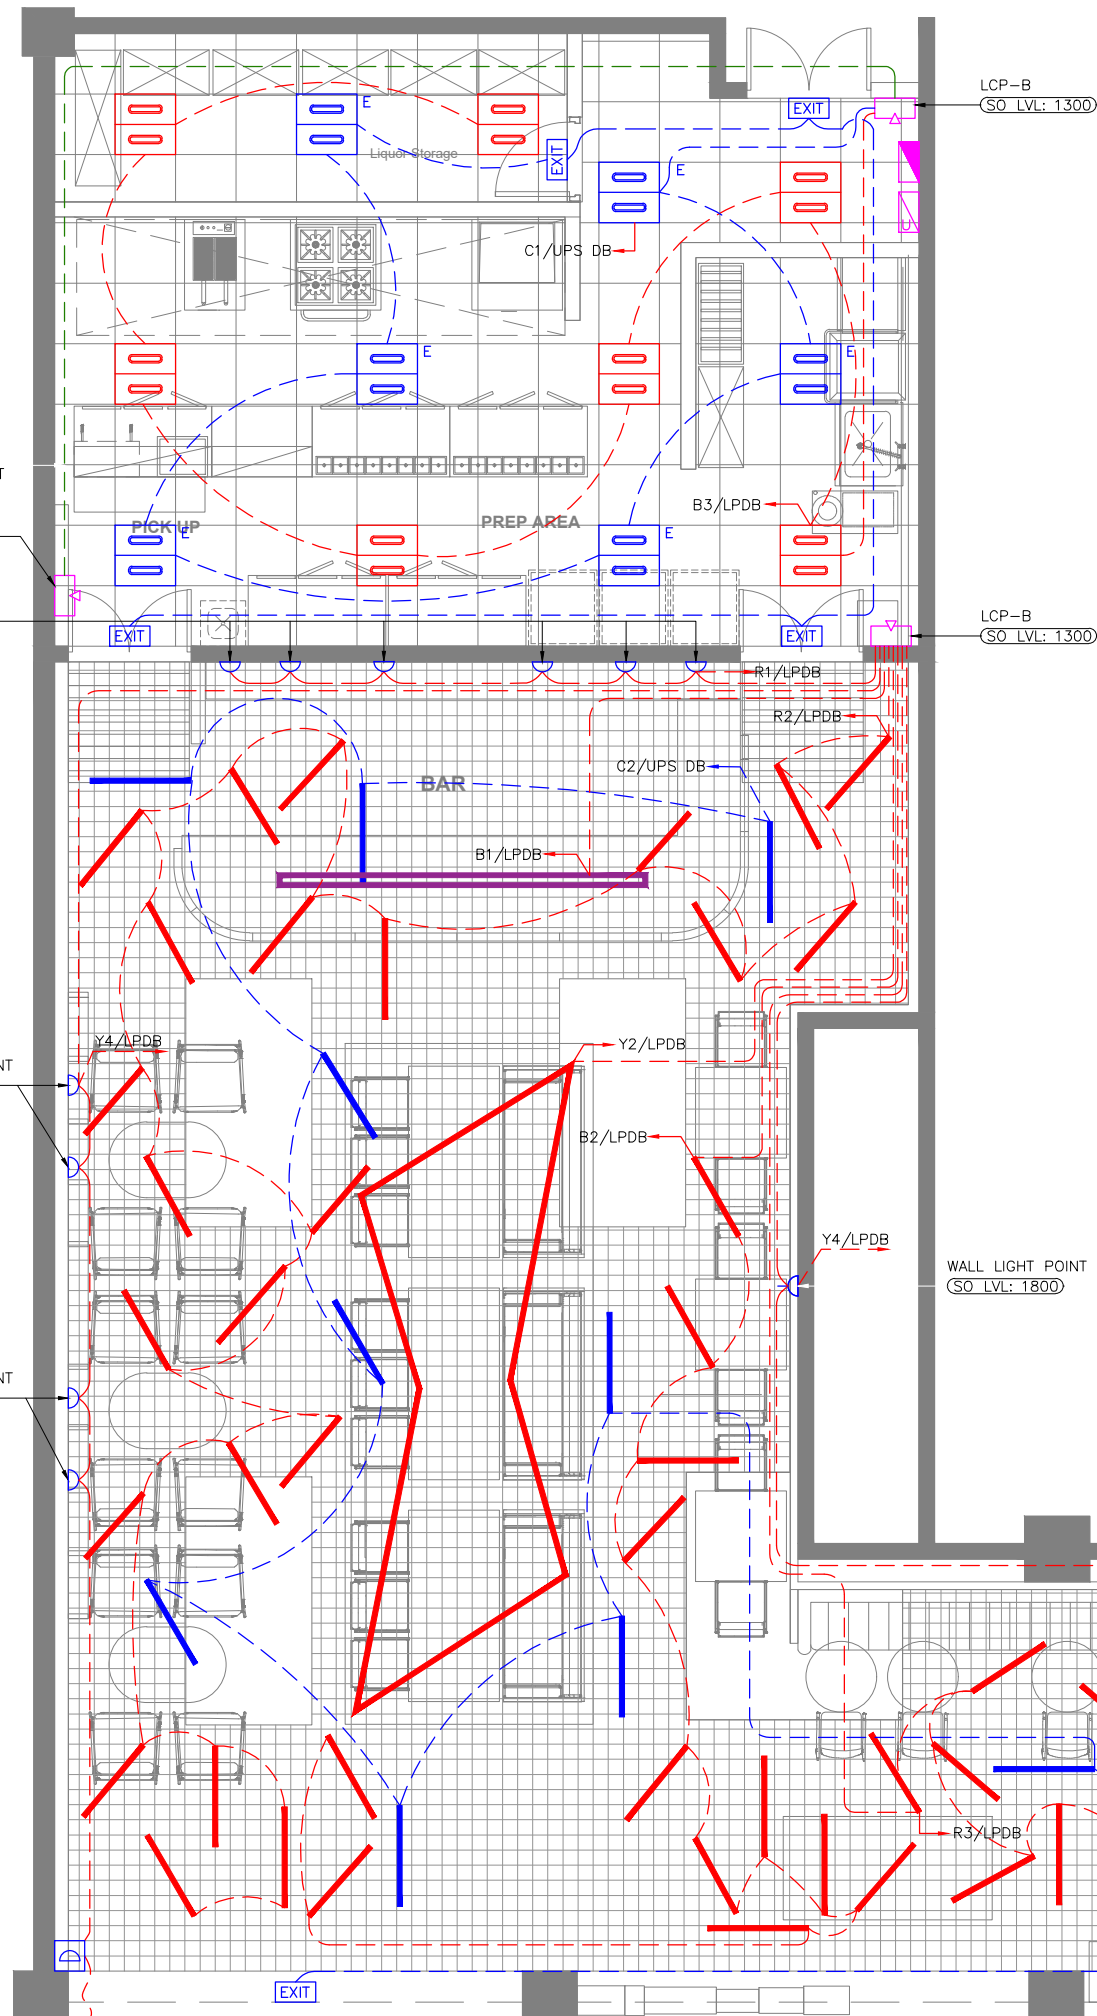 LCP-B
SO LVL: 1300
EXIT
E
EXIT
Liquor Storage
E
U
C1/UPS DB
E
E
T
B3/LPDB
PICK UP
PREP AREA
E
E
EXIT
EXIT
LCP-B
SO LVL: 1300
R1/LPDB
R2/LPDB
C2/UPS DB
BAR
B1/LPDB
Y4/LPDB
Y2/LPDB
NT
B2/LPDB
Y4/LPDB
WALL LIGHT POINT
SO LVL: 1800
NT
R3/LPDB
D
EXIT